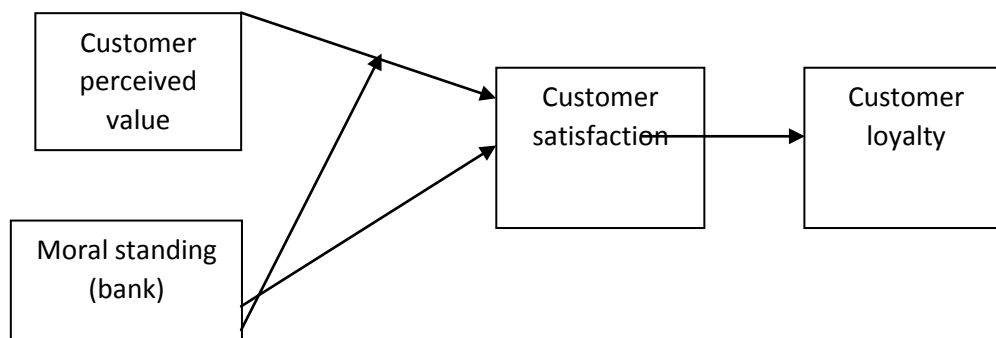 Customer
perceived
value
Customer
satisfaction
Customer
loyalty
Moral standing
(bank)